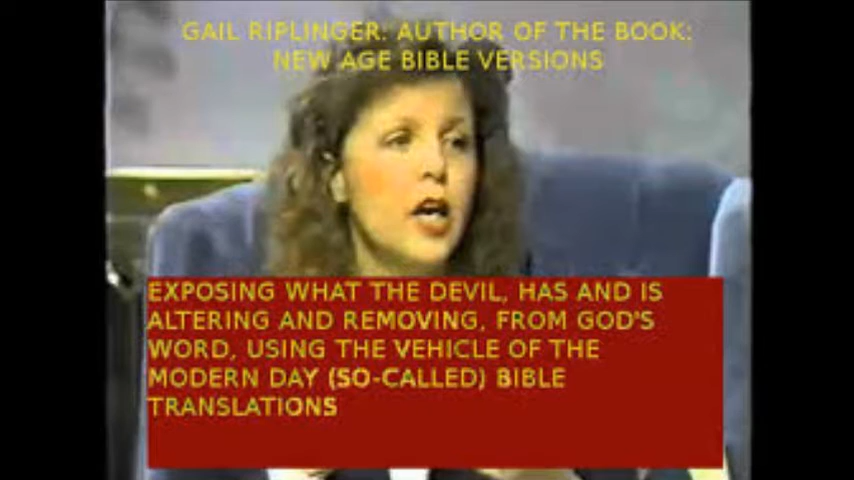 GAIL RIPLINGER: AUTHOR OF THE BOOK:
NEW AGE BIBLE VERSIONS
EXPOSING WHAT THE DEVIL, HAS AND IS
ALTERING AND REMOVING, FROM GOD'S
WORD, USING THE VEHICLE OF THE
MODERN DAY (SO-CALLED) BIBLE
TRANSLATIONS